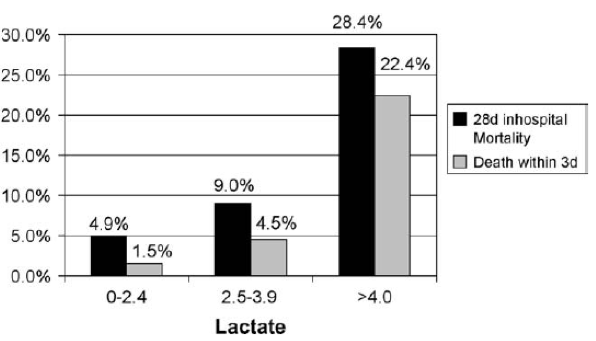 28.4%
30.0%
25.0%
22.4%
20.0%
15.0%
10.0%
9.0%
5.0%
4.9%
4.5%
1.5%
0.0%
0-2.4 2.5-3.9 >4.0
Lactate
28d inhospital
Mortality
Death within 3d